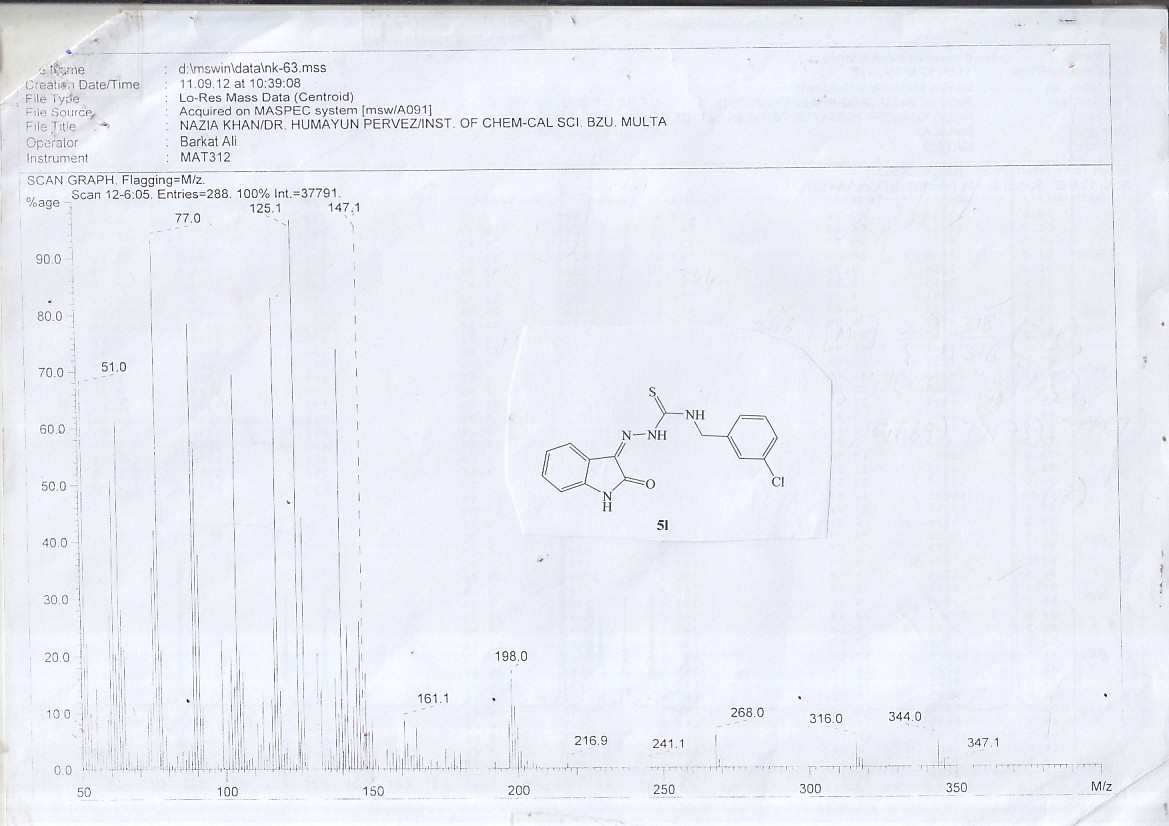 Name : d:\mswin\data\nk-63.mss
Creation Date/Time : 11.09.12 at 10:39:08
File Type : Lo-Res Mass Data (Centroid)
File Source : Acquired on MASPEC system [msw/A091]
File Title : NAZIA KHAN/DR. HUMAYUN PERVEZ/INST. OF CHEM-CAL SCI. BZU. MULTA
Operator : Barkat Ali
Instrument : MAT312
SCAN GRAPH. Flagging=M/z.
Scan 12-6:05. Entries=288. 100% Int.=37791.
%age
77.0 125.1 147.1
90.0
80.0
70.0
51.0
60.0
50.0
40.0
30.0
20.0
10.0
0.0
S
NH
N NH
O
N
H
Cl
5l
198.0
161.1
216.9
241.1
268.0
316.0
344.0
347.1
50 100 150 200 250 300 350 M/z